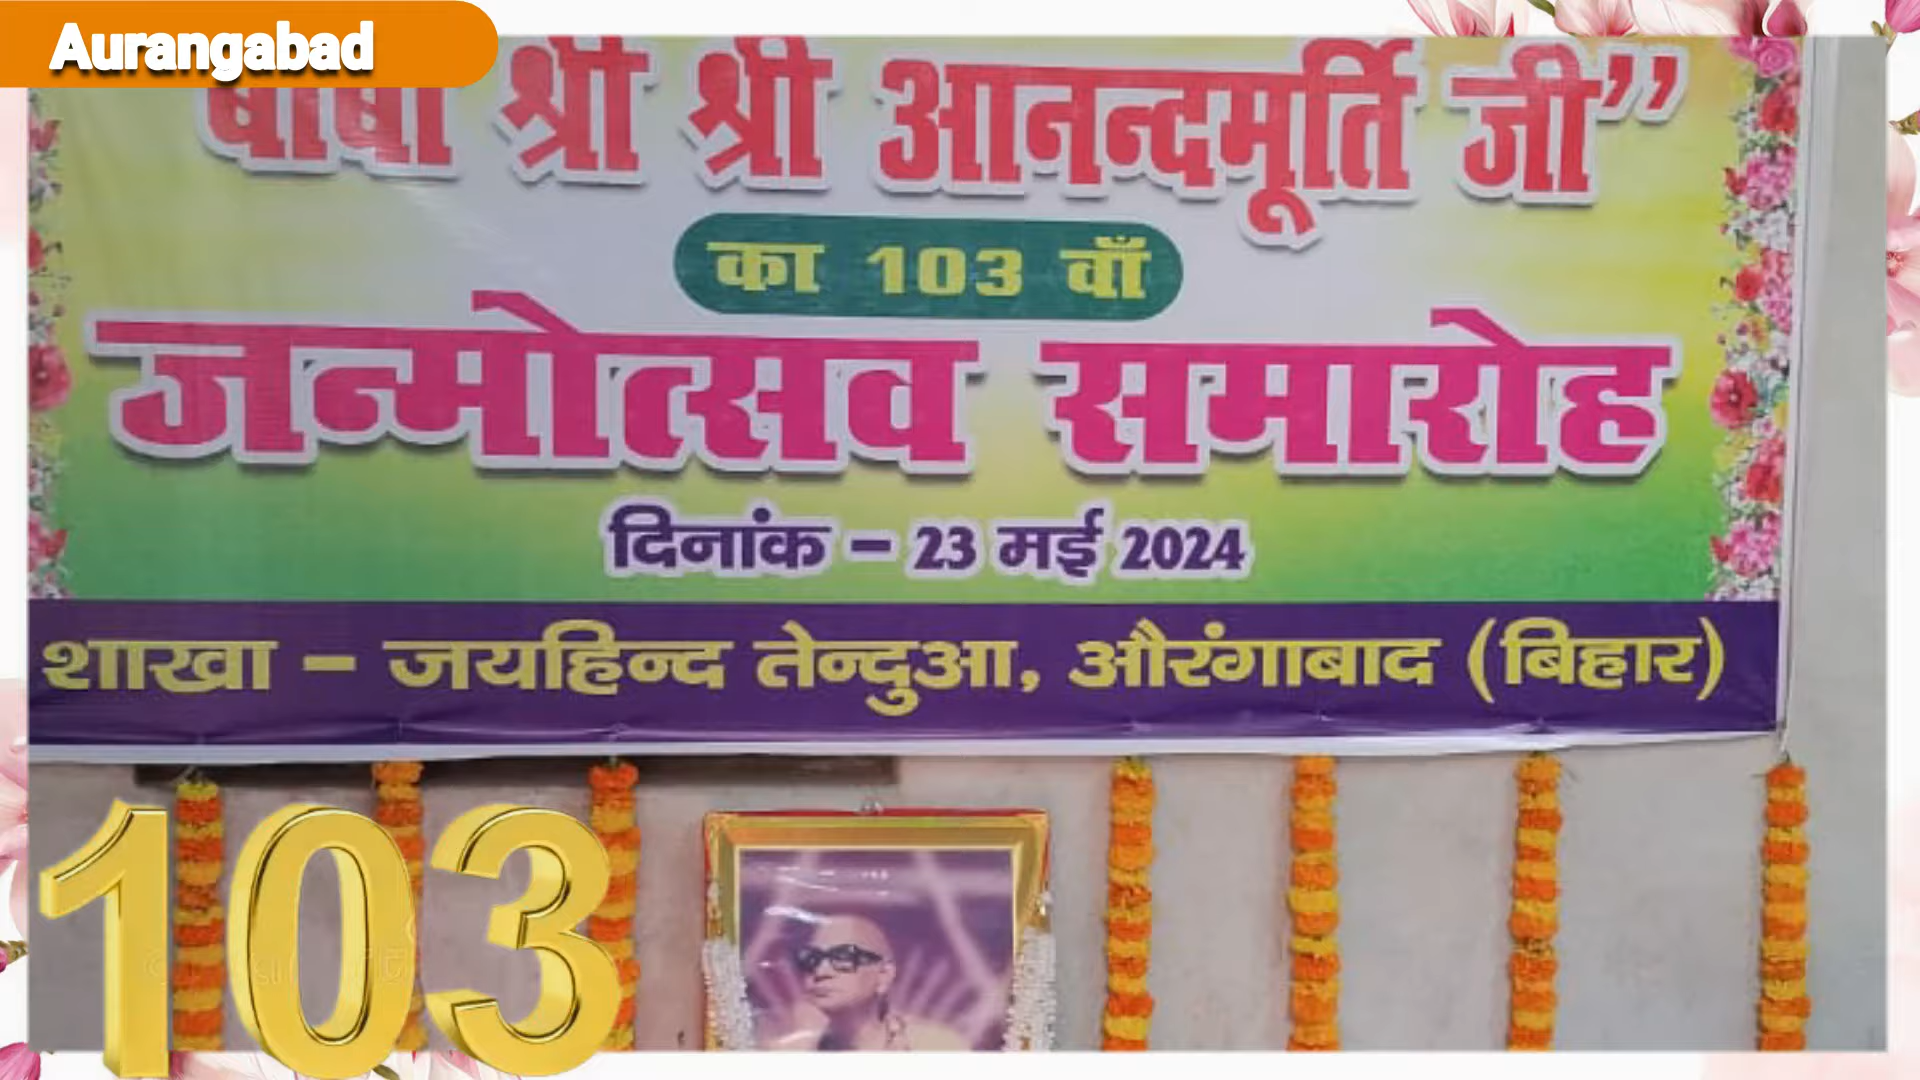 Aurangabad
बाबा श्री श्री आनन्दमूर्ति जी”
का 103 वाँ
जन्मोत्सव समारोह
दिनांक – 23 मई 2024
शाखा – जयहिन्द तेन्दुआ, औरंगाबाद (बिहार)
103